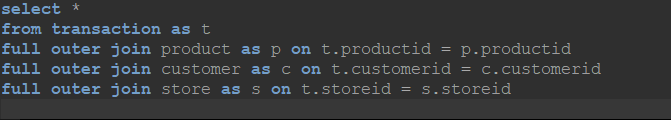 select *
from transaction as t
full outer join product as p on t.productid = p.productid
full outer join customer as c on t.customerid = c.customerid
full outer join store as s on t.storeid = s.storeid